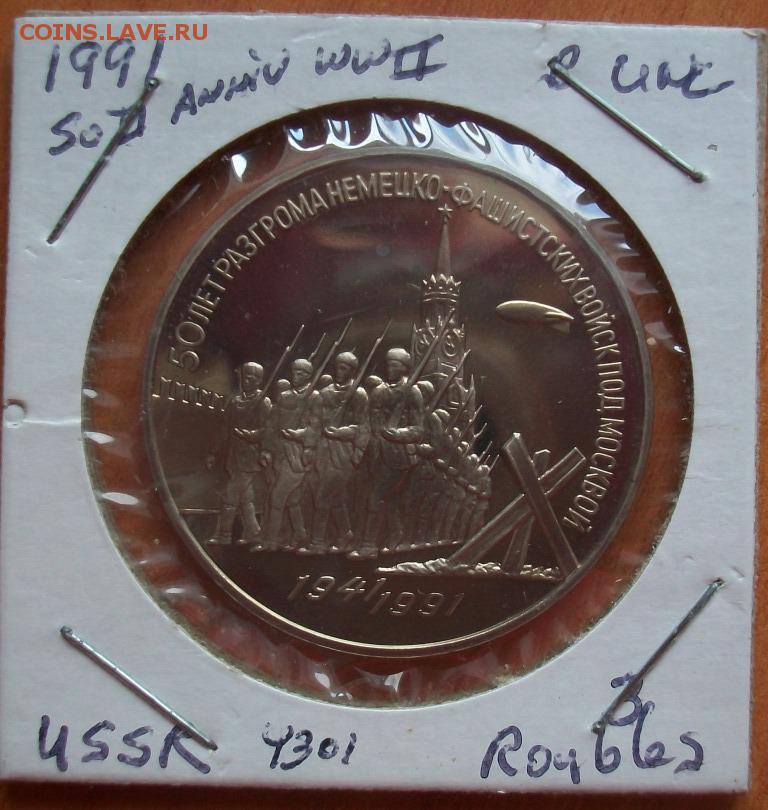 COINS.LAVE.RU
1991
50TH ANNIV WWII
B UNC
50 ЛЕТ РАЗГРОМА НЕМЕЦКО-ФАШИСТСКИХ ВОЙСК ПОД МОСКВОЙ
1941/1991
USSR Y301
3
Roubles